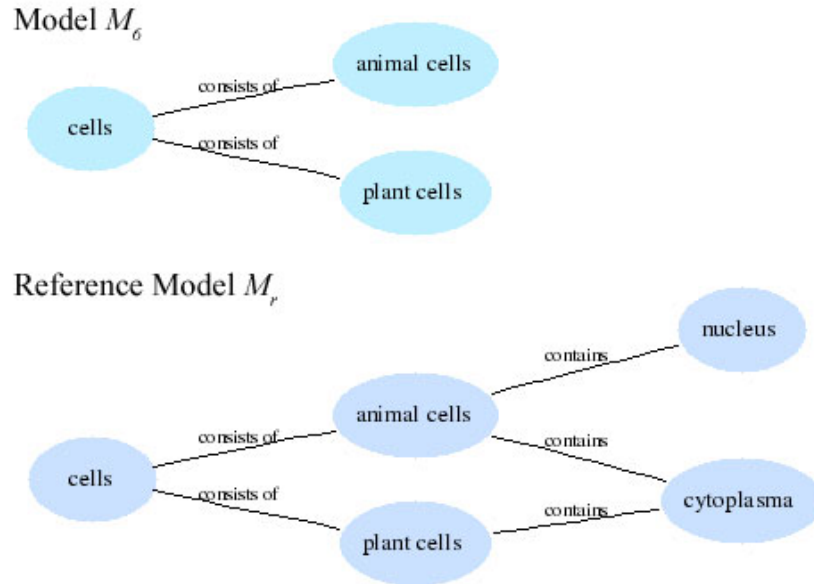 Model M6
animal cells
consists of
cells
consists of
plant cells
Reference Model Mr
nucleus
contains
animal cells
consists of
contains
cells
consists of
cytoplasma
contains
plant cells